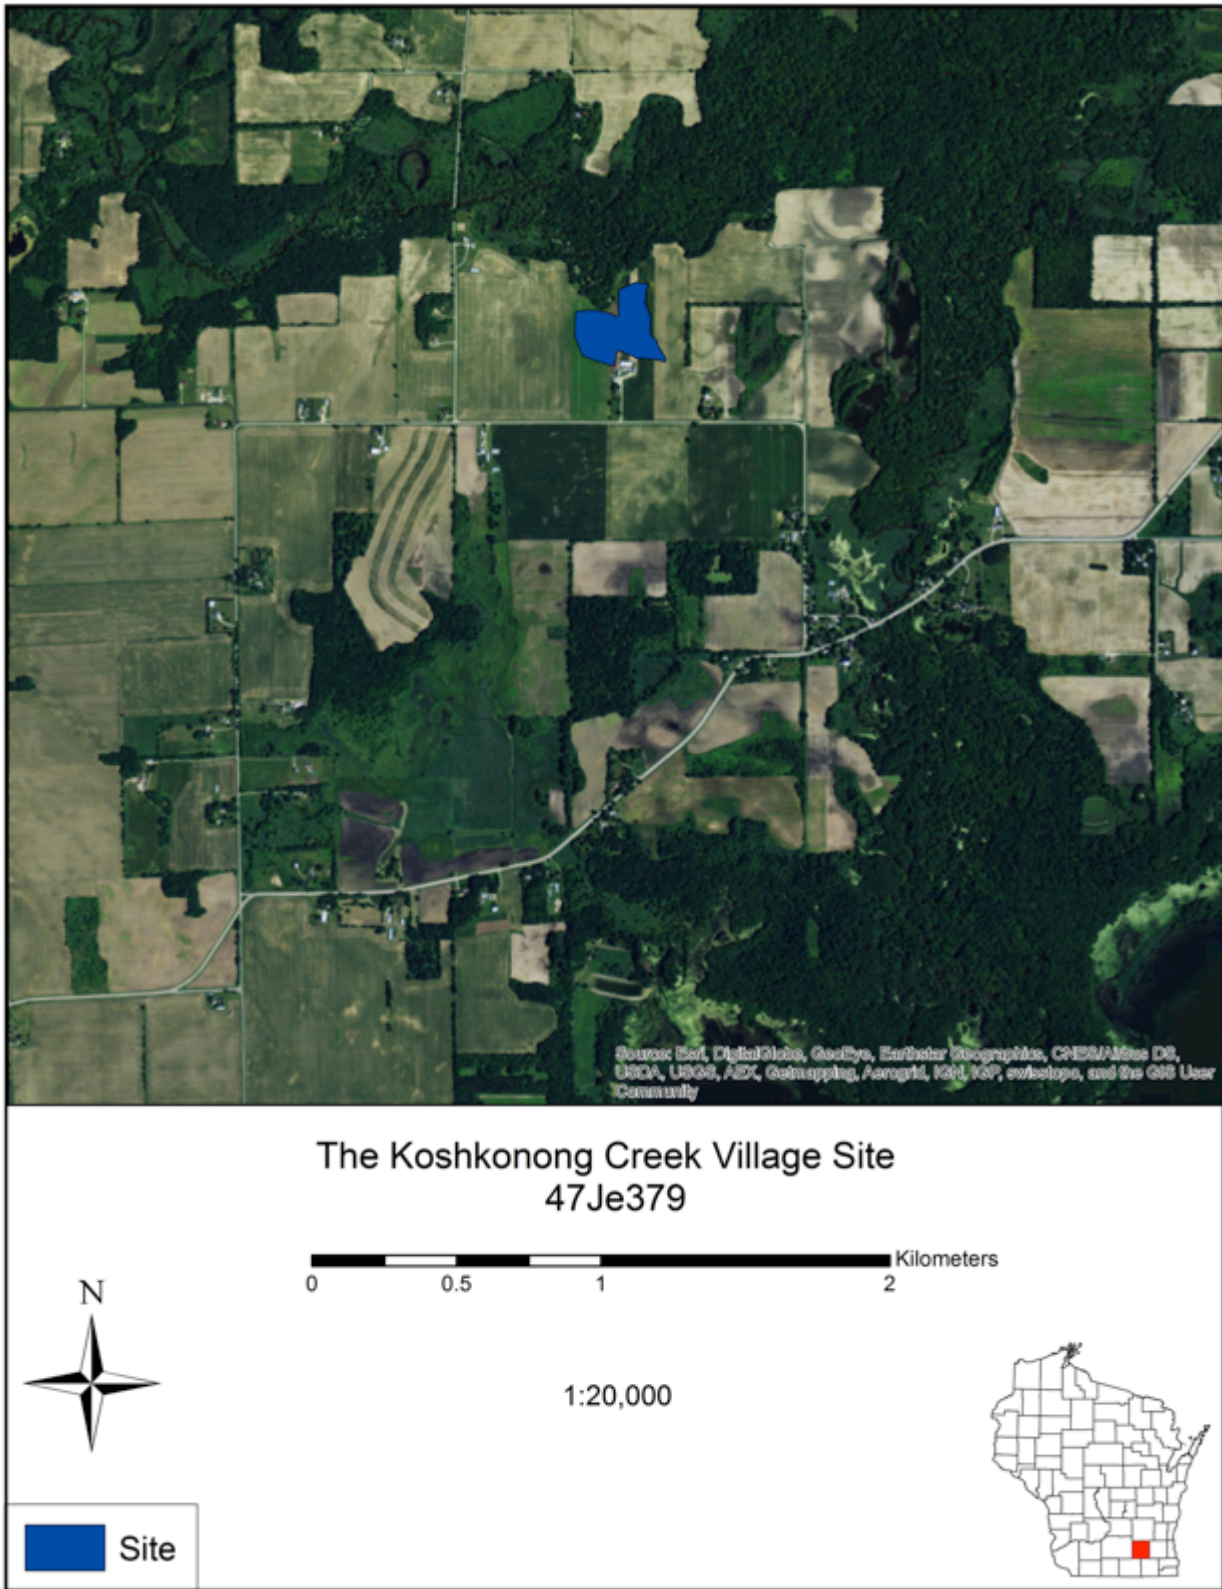 Source: Esri, DigitalGlobe, GeoEye, Earthstar Geographics, CNES/Airbus DS,
USDA, USGS, AEX, Getmapping, Aerogrid, IGN, IGP, swisstopo, and the GIS User
Community
The Koshkonong Creek Village Site
47Je379
Kilometers
0 0.5 1 2
N
1:20,000
Site